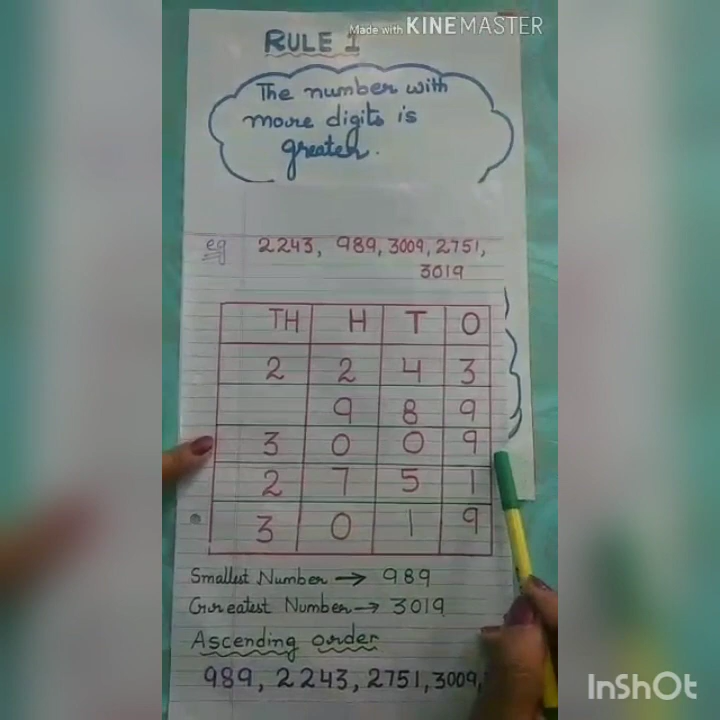 Made with KINEMASTER
RULE 1
The number with
more digits is
greater.
eg 2243, 989, 3009, 2751,
3019
TH H T O
2 2 4 3
9 8 9
3 0 0 9
2 7 5 1
3 0 1 9
Smallest Number → 989
Greatest Number → 3019
Ascending order
989, 2243, 2751, 3009,
InShOt